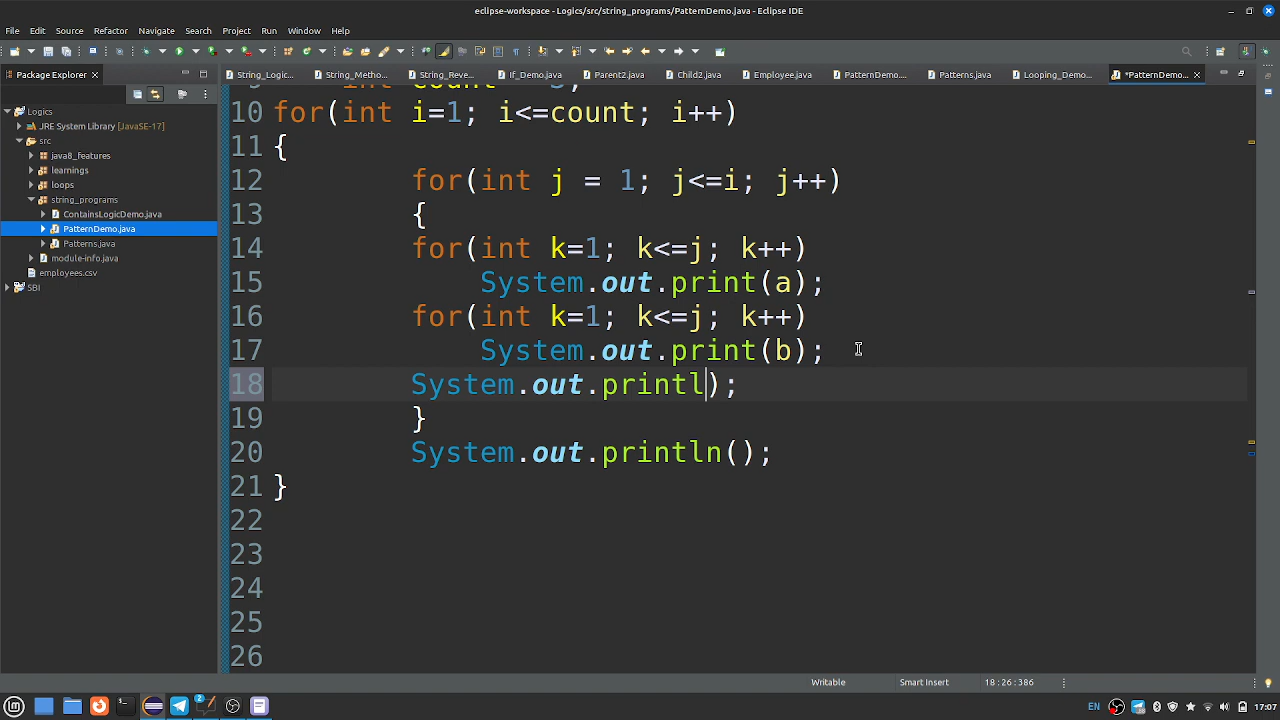 eclipse-workspace - Logics/src/string_programs/PatternDemo.java - Eclipse IDE
File Edit Source Refactor Navigate Search Project Run Window Help
Package Explorer
String_Logic... String_Metho... String_Reve... If_Demo.java Parent2.java Child2.java Employee.java PatternDemo.... Patterns.java Looping_Demo... *PatternDemo...
Logics
JRE System Library [JavaSE-17]
src
java8_features
learnings
loops
string_programs
ContainsLogicDemo.java
PatternDemo.java
Patterns.java
module-info.java
employees.csv
SBI
10 for(int i=1; i<=count; i++)
11 {
12 for(int j = 1; j<=i; j++)
13 {
14 for(int k=1; k<=j; k++)
15 System.out.print(a);
16 for(int k=1; k<=j; k++)
17 System.out.print(b);
18 System.out.printl);
19 }
20 System.out.println();
21 }
22
23
24
25
26
Writable Smart Insert 18:26:386
2 EN 17:07